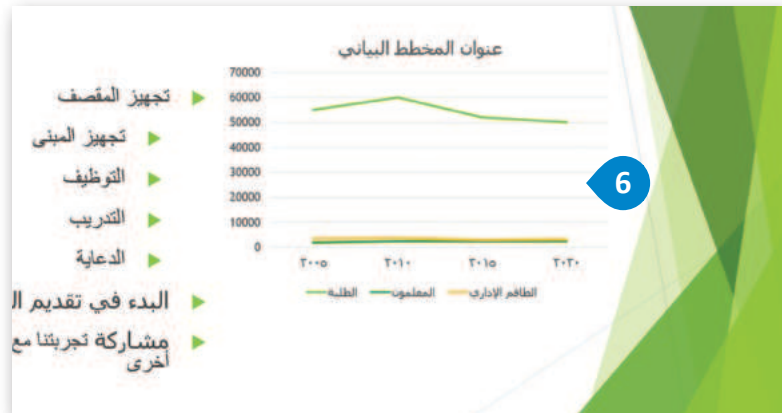 عنوان المخطط البياني
70000
60000
50000
40000
30000
20000
10000
0
٢٠٠٥ ٢٠١٠ ٢٠١٥ ٢٠٢٠
الطلبة المعلمون الطاقم الإداري
6
تجهيز المقصف
تجهيز المبنى
التوظيف
التدريب
الدعاية
البدء في تقديم
مشاركة تجربتنا مع
أخرى